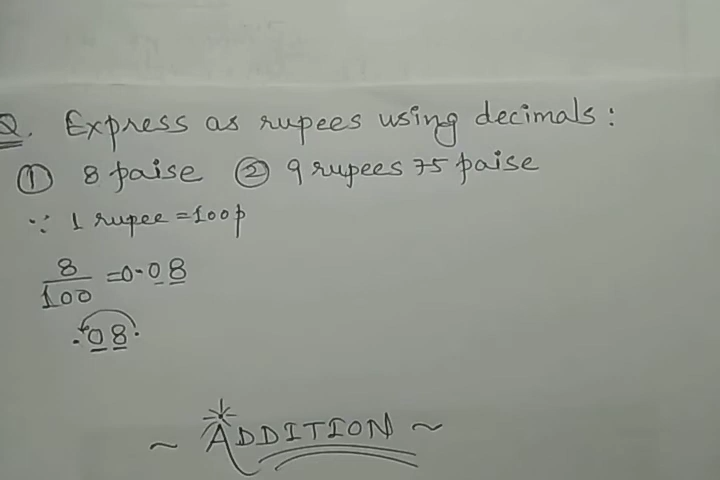 Q. Express as rupees using decimals :
① 8 paise ② 9 rupees 75 paise
∵ 1 rupee = 100p
8/100 = 0.08
.08.
~ ADDITION ~